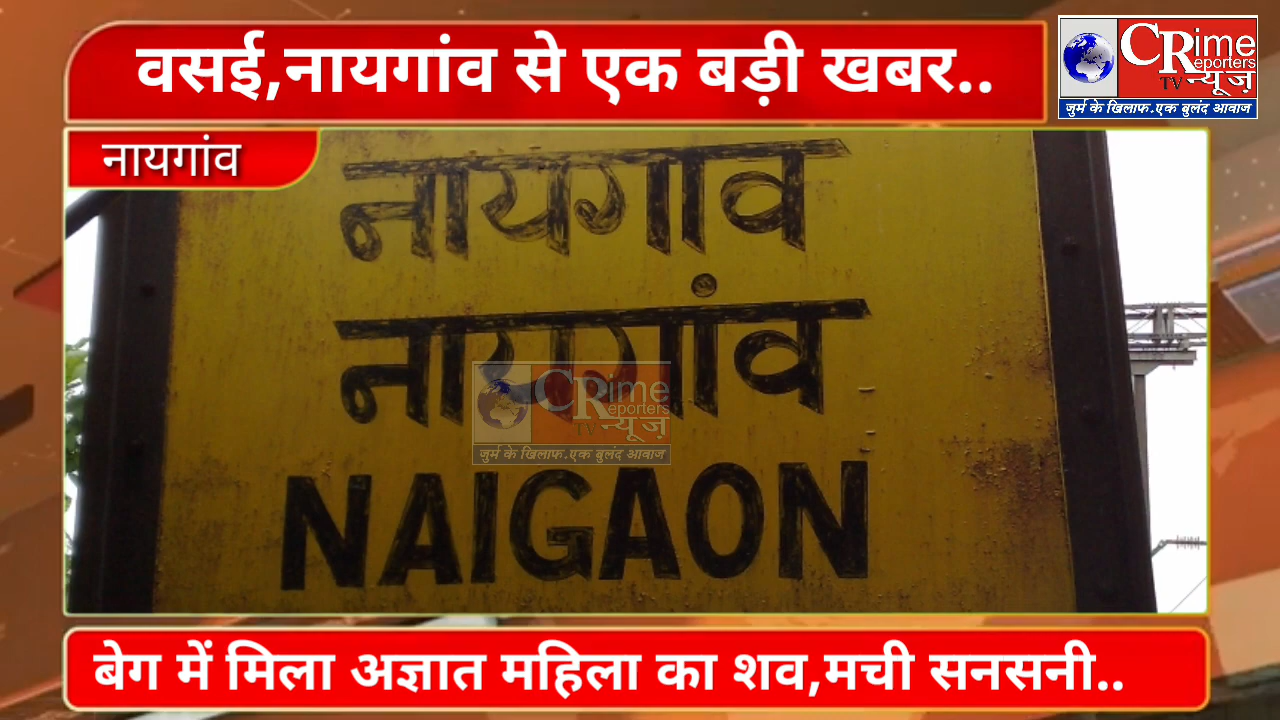 वसई,नायगांव से एक बड़ी खबर..
CRime
Reporters
TV न्यूज़
जुर्म के खिलाफ.एक बुलंद आवाज
नायगांव
नायगांव
नायगांव
CRime
Reporters
TV न्यूज़
जुर्म के खिलाफ.एक बुलंद आवाज
NAIGAON
बेग में मिला अज्ञात महिला का शव,मची सनसनी..